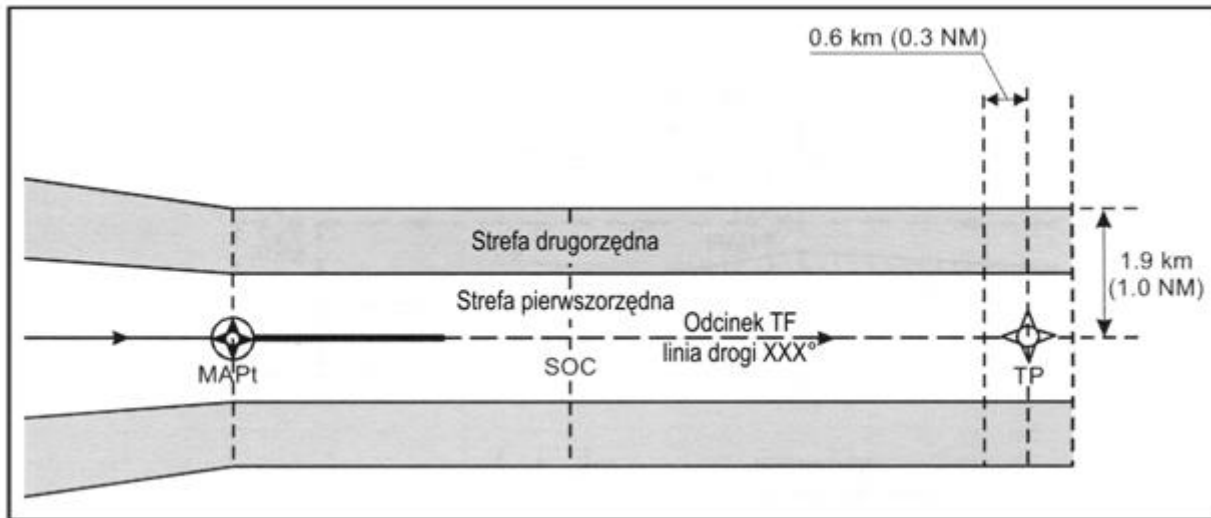 0.6 km (0.3 NM)
Strefa drugorzędna
1.9 km
(1.0 NM)
Strefa pierwszorzędna
Odcinek TF
linia drogi XXX°
MAPt
SOC
TP